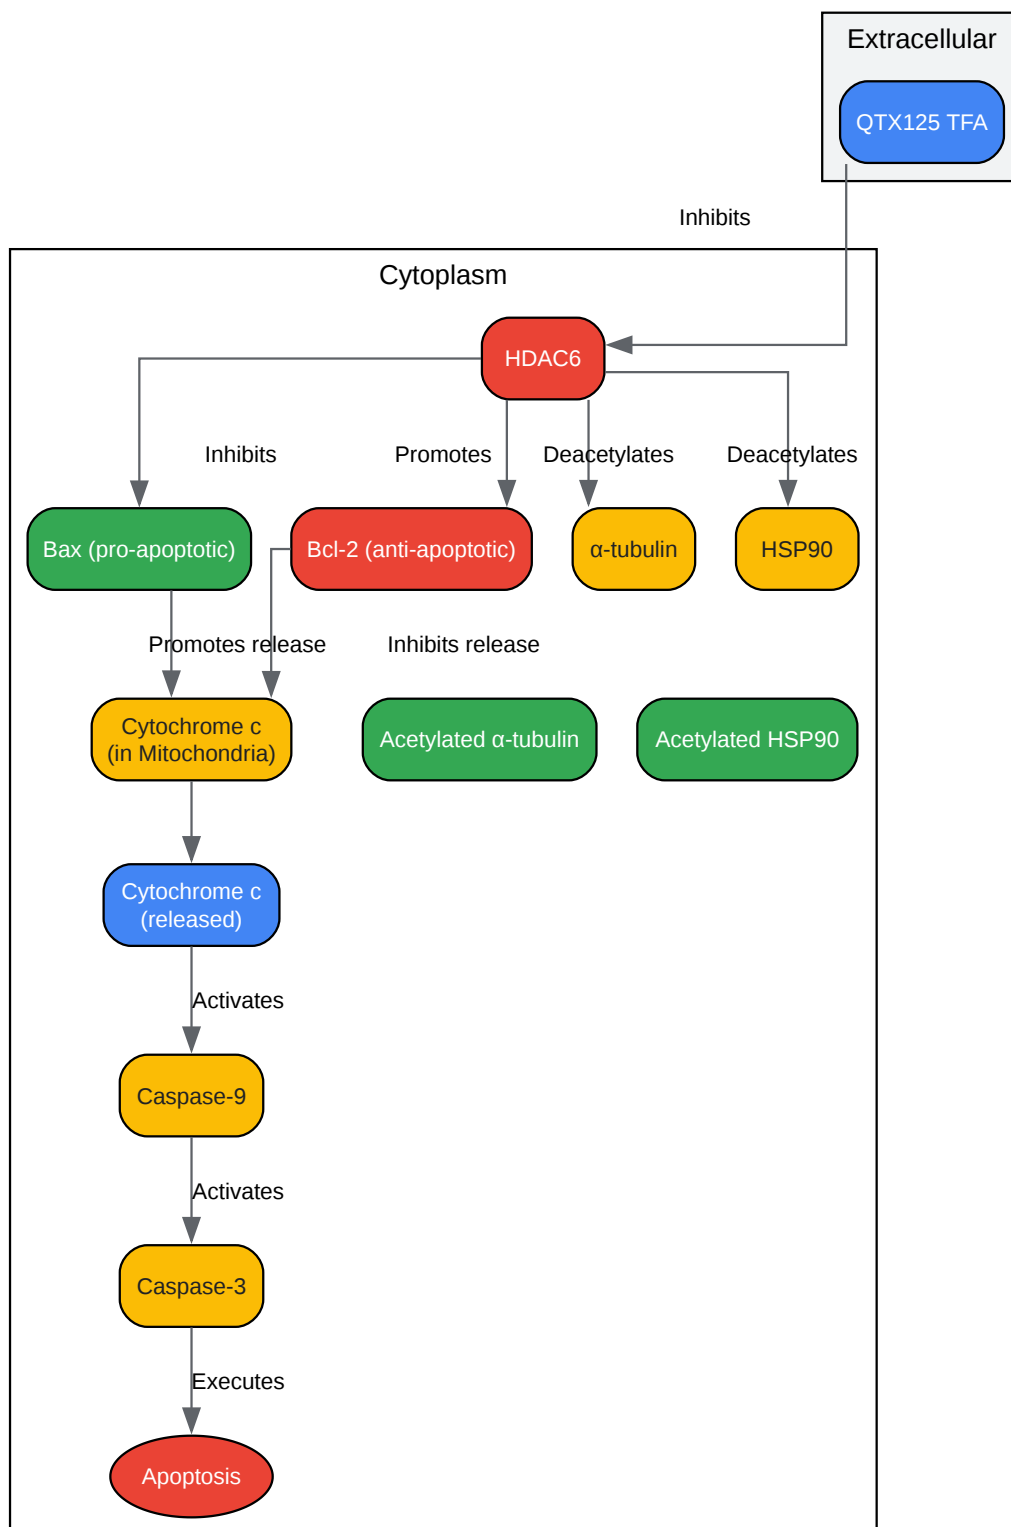 Extracellular
QTX125 TFA
Inhibits
Cytoplasm
HDAC6
Inhibits
Promotes
Deacetylates
Deacetylates
Bax (pro-apoptotic)
Bcl-2 (anti-apoptotic)
α-tubulin
HSP90
Promotes release
Inhibits release
Cytochrome c
(in Mitochondria)
Acetylated α-tubulin
Acetylated HSP90
Cytochrome c
(released)
Activates
Caspase-9
Activates
Caspase-3
Executes
Apoptosis